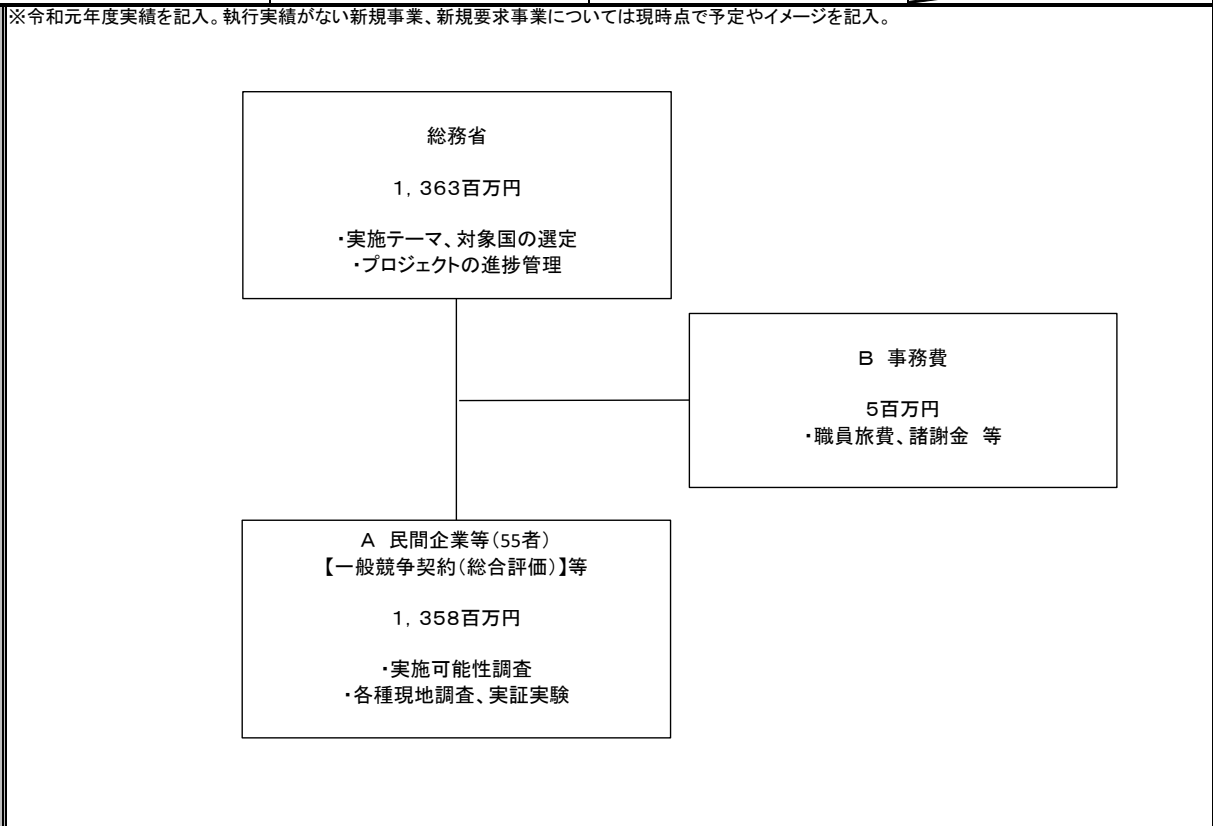 ※令和元年度実績を記入。執行実績がない新規事業、新規要求事業については現時点で予定やイメージを記入。
総務省
１，３６３百万円
・実施テーマ、対象国の選定
・プロジェクトの進捗管理
Ｂ　事務費
５百万円
・職員旅費、諸謝金　等
Ａ　民間企業等（55者）
【一般競争契約（総合評価）】等
１，３５８百万円
・実施可能性調査
・各種現地調査、実証実験